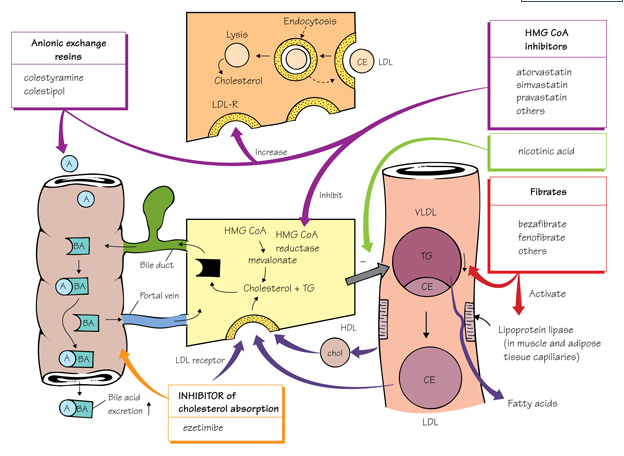 Anionic exchange
resins
colestyramine
colestipol
Endocytosis
Lysis
CE
LDL
Cholesterol
LDL-R
HMG CoA
inhibitors
atorvastatin
simvastatin
pravastatin
others
Increase
Inhibit
nicotinic acid
Fibrates
bezafibrate
fenofibrate
others
Activate
Lipoprotein lipase
(in muscle and adipose
tissue capillaries)
Fatty acids
A
A
BA
A BA
BA
A BA
A BA
Bile acid
excretion
Bile duct
Portal vein
HMG CoA
HMG CoA
reductase
mevalonate
Cholesterol + TG
–
LDL receptor
HDL
chol
VLDL
TG
CE
CE
LDL
INHIBITOR of
cholesterol absorption
ezetimibe